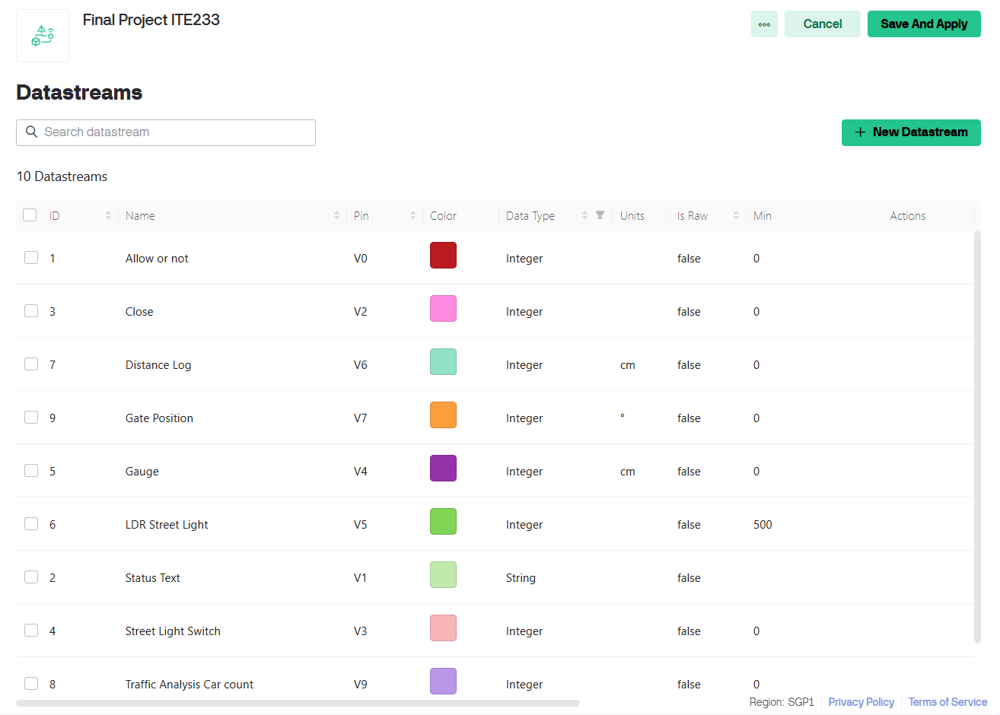 Final Project ITE233
Cancel
Save And Apply
Datastreams
Search datastream
New Datastream
10 Datastreams
ID Name Pin Color Data Type Units Is Raw Min Actions
1 Allow or not V0 Integer false 0
3 Close V2 Integer false 0
7 Distance Log V6 Integer cm false 0
9 Gate Position V7 Integer ° false 0
5 Gauge V4 Integer cm false 0
6 LDR Street Light V5 Integer false 500
2 Status Text V1 String false
4 Street Light Switch V3 Integer false 0
8 Traffic Analysis Car count V9 Integer false 0
Region: SGP1 Privacy Policy Terms of Service